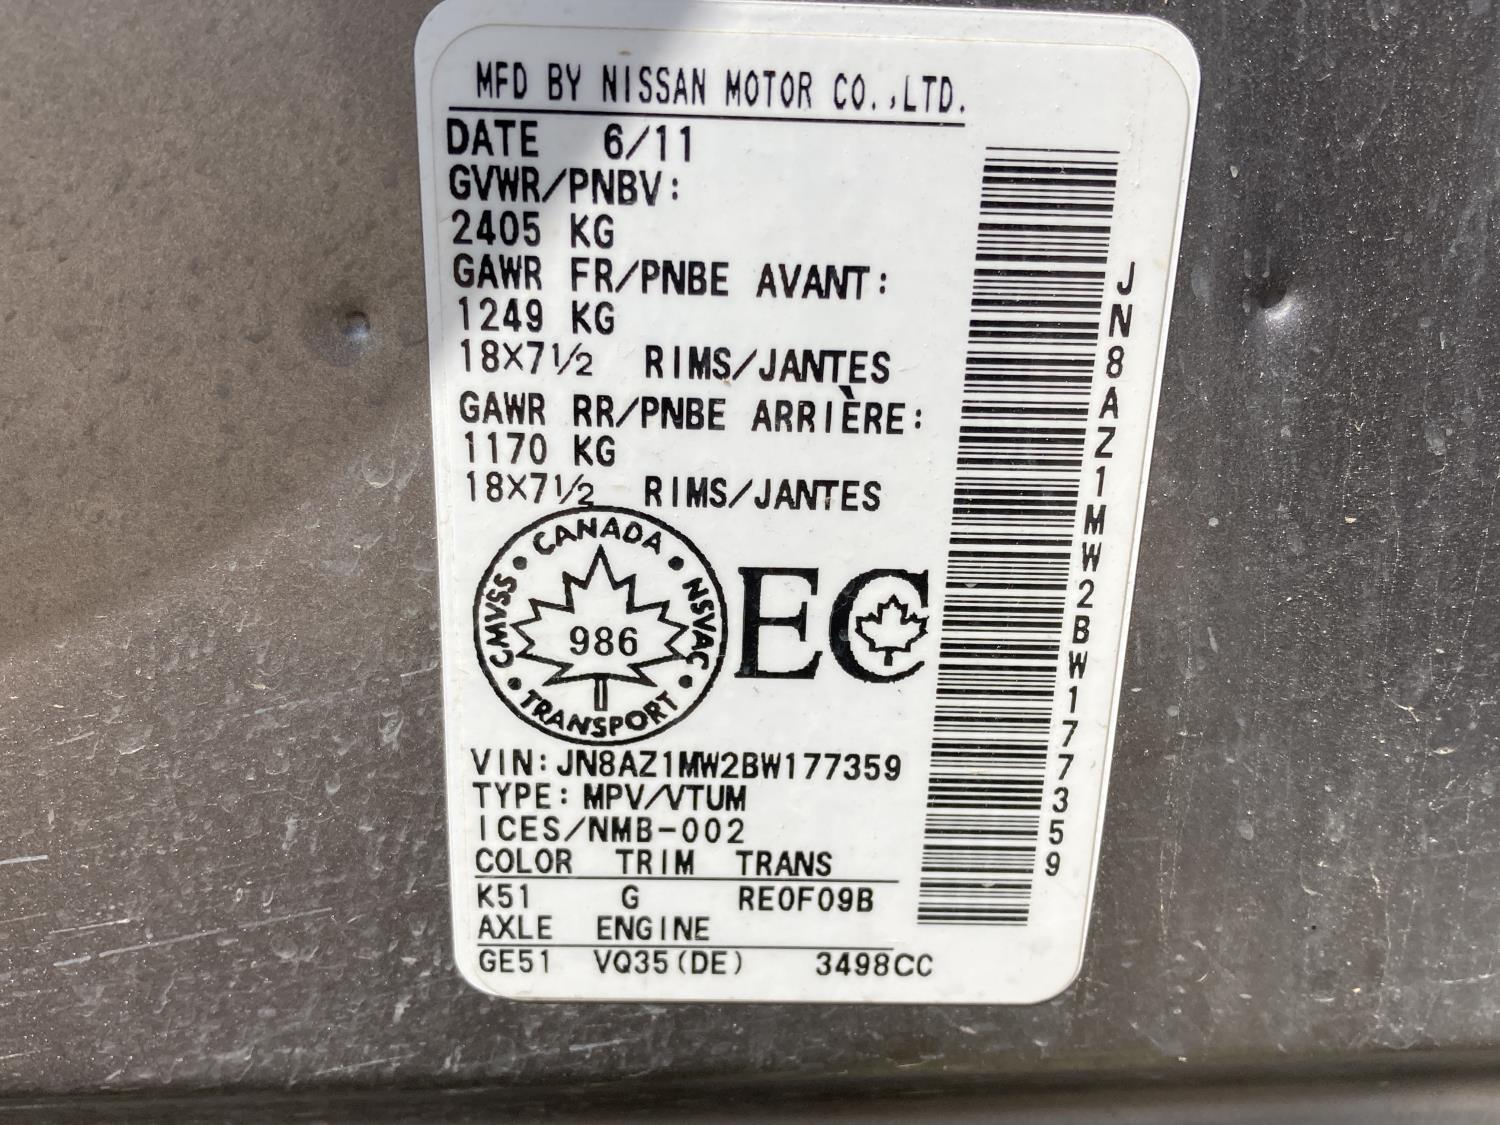 MFD BY NISSAN MOTOR CO.,LTD.
DATE 6/11
GVWR/PNBV:
2405 KG
GAWR FR/PNBE AVANT:
1249 KG
18×7½ RIMS/JANTES
GAWR RR/PNBE ARRIÈRE:
1170 KG
18×7½ RIMS/JANTES
CANADA
CMVSS
986
NSVAC
TRANSPORT
EC
VIN:JN8AZ1MW2BW177359
TYPE:MPV/VTUM
ICES/NMB-002
COLOR TRIM TRANS
K51 G RE0F09B
AXLE ENGINE
GE51 VQ35(DE) 3498CC
JN8AZ1MW2BW177359